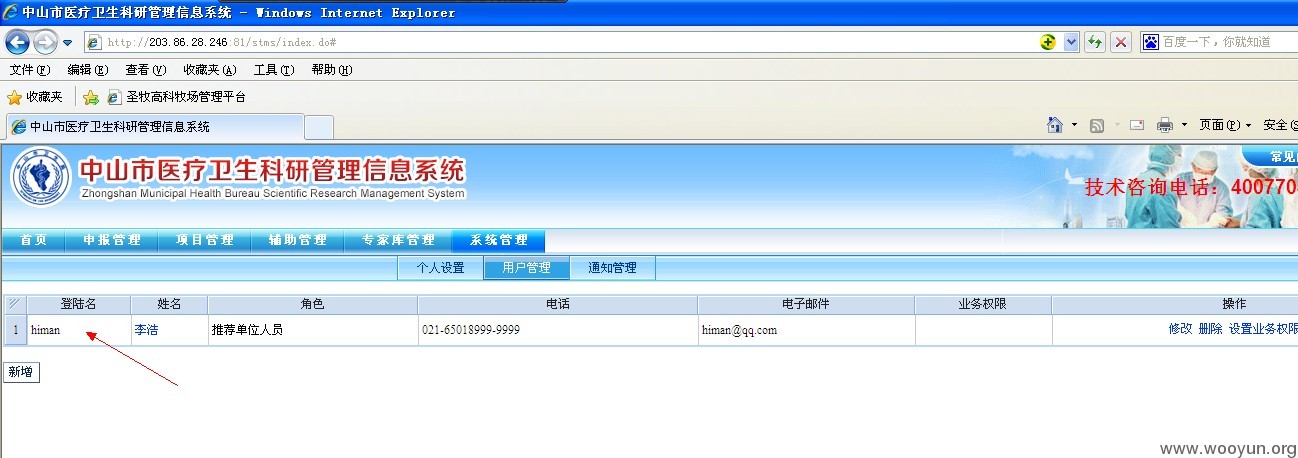 中山市医疗卫生科研管理信息系统 - Windows Internet Explorer
http://203.86.28.246:81/stms/index.do#
百度一下，你就知道
文件(F) 编辑(E) 查看(V) 收藏夹(A) 工具(T) 帮助(H)
收藏夹 圣牧高科牧场管理平台
中山市医疗卫生科研管理信息系统
页面(P) 安全(S
中山市医疗卫生科研管理信息系统
Zhongshan Municipal Health Bureau Scientific Research Management System
常见
技术咨询电话：400770
首页 申报管理 项目管理 辅助管理 专家库管理 系统管理
个人设置 用户管理 通知管理
登陆名 姓名 角色 电话 电子邮件 业务权限 操作
1 himan 李浩 推荐单位人员 021-65018999-9999 himan@qq.com 修改 删除 设置业务权限
新增
www.wooyun.org